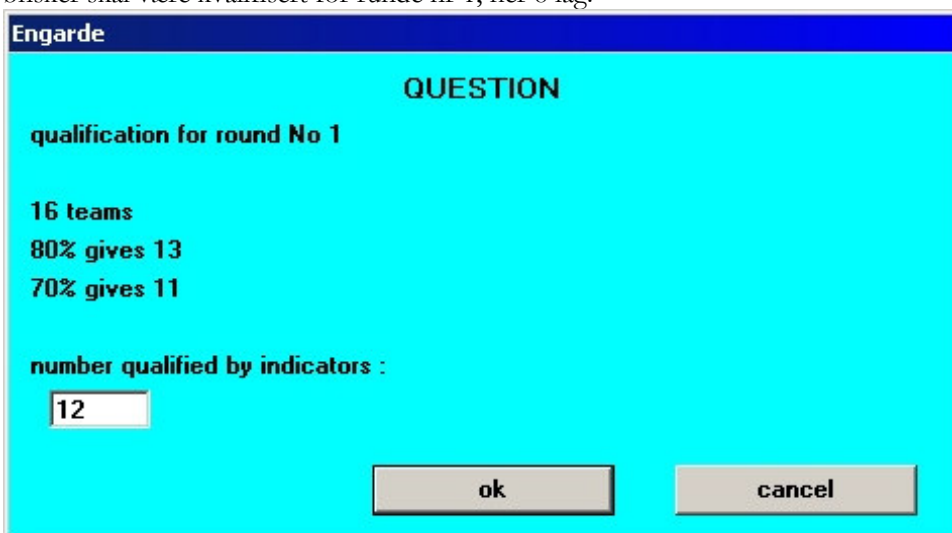 Engarde
QUESTION
qualification for round No 1
16 teams
80% gives 13
70% gives 11
number qualified by indicators :
12
ok
cancel